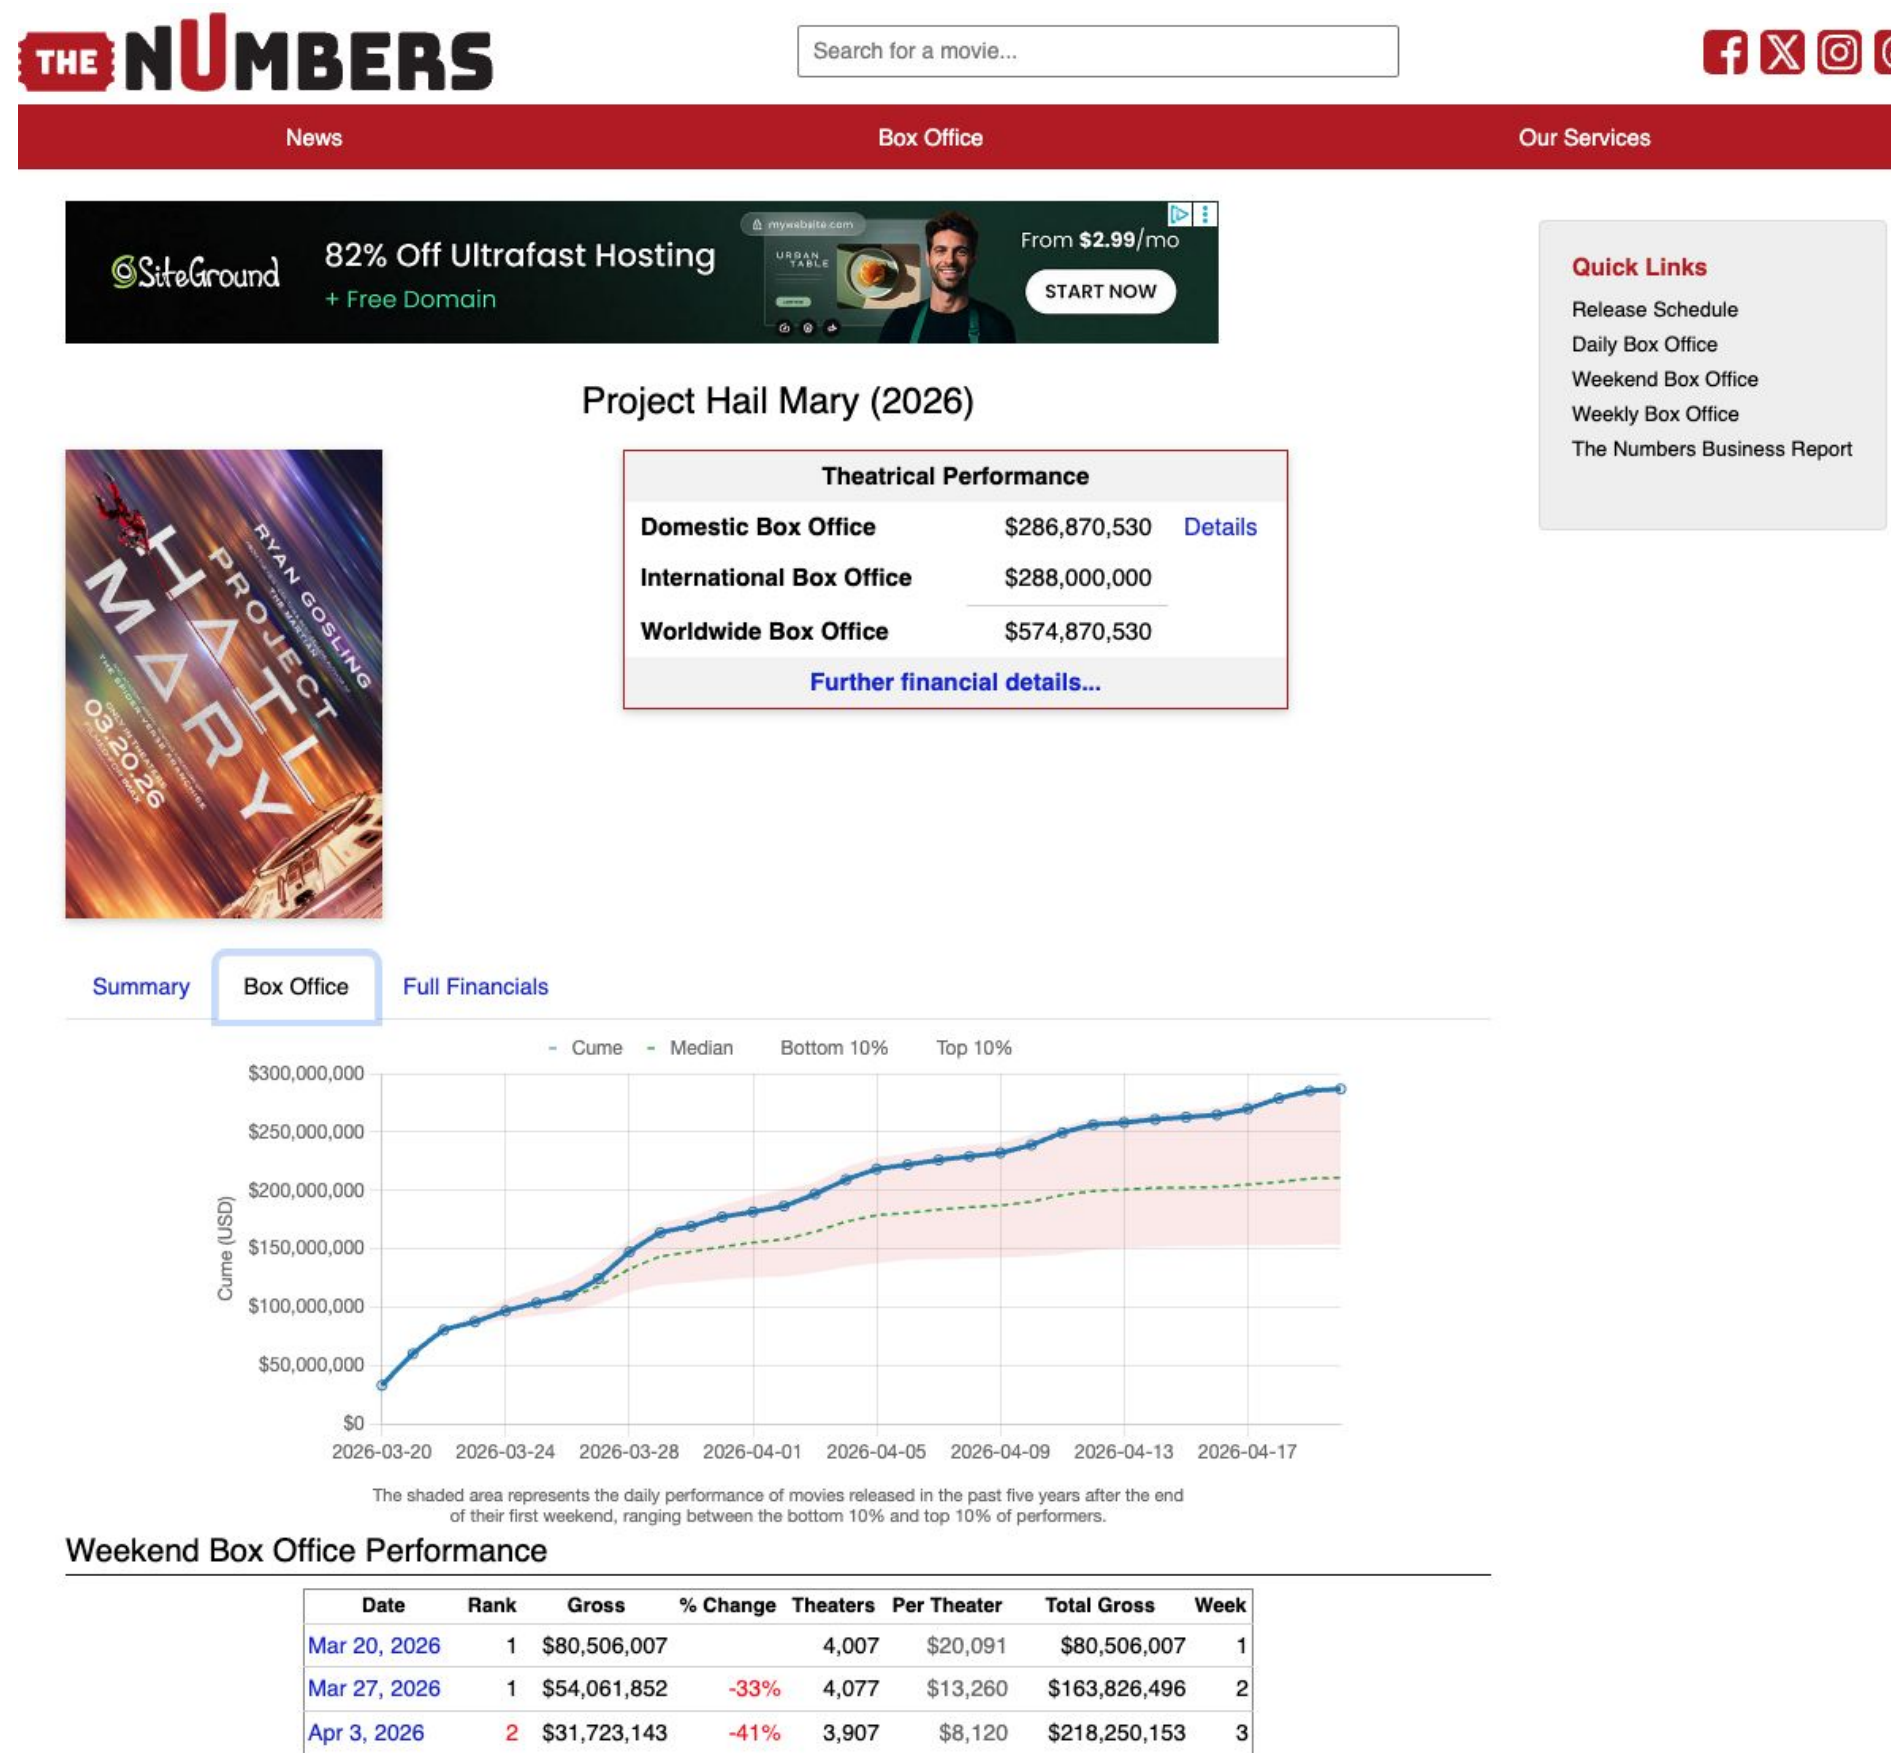 THE NUMBERS
Search for a movie...
News Box Office Our Services
SiteGround
82% Off Ultrafast Hosting
+ Free Domain
mywebsite.com
URBAN
TABLE
From $2.99/mo
START NOW
Quick Links
Release Schedule
Daily Box Office
Weekend Box Office
Weekly Box Office
The Numbers Business Report
Project Hail Mary (2026)
RYAN GOSLING
PROJECT
HAIL
MARY
03.20.26
Theatrical Performance
Domestic Box Office $286,870,530 Details
International Box Office $288,000,000
Worldwide Box Office $574,870,530
Further financial details...
Summary Box Office Full Financials
Cume Median Bottom 10% Top 10%
$300,000,000
$250,000,000
$200,000,000
$150,000,000
$100,000,000
$50,000,000
$0
Cume (USD)
2026-03-20 2026-03-24 2026-03-28 2026-04-01 2026-04-05 2026-04-09 2026-04-13 2026-04-17
The shaded area represents the daily performance of movies released in the past five years after the end
of their first weekend, ranging between the bottom 10% and top 10% of performers.
Weekend Box Office Performance
Date Rank Gross % Change Theaters Per Theater Total Gross Week
Mar 20, 2026 1 $80,506,007 4,007 $20,091 $80,506,007 1
Mar 27, 2026 1 $54,061,852 -33% 4,077 $13,260 $163,826,496 2
Apr 3, 2026 2 $31,723,143 -41% 3,907 $8,120 $218,250,153 3